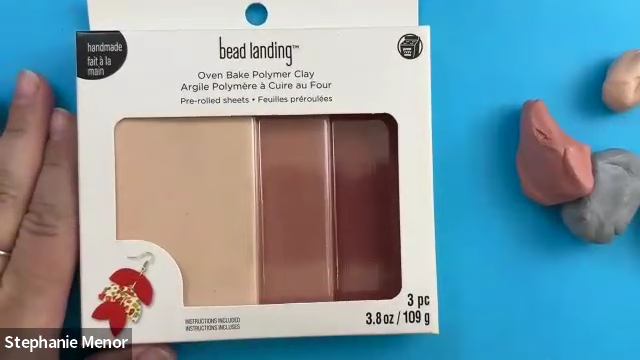 handmade
fait à la
main
bead landing™
Oven Bake Polymer Clay
Argile Polymère à Cuire au Four
Pre-rolled sheets • Feuilles préroulées
3 pc
3.8 oz / 109 g
INSTRUCTIONS INCLUDED
INSTRUCTIONS INCLUSES
Stephanie Menor